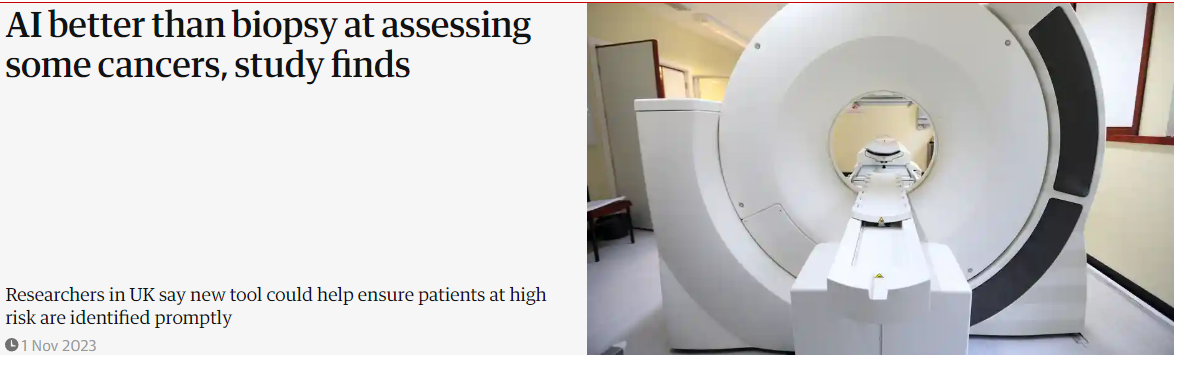 AI better than biopsy at assessing
some cancers, study finds
Researchers in UK say new tool could help ensure patients at high
risk are identified promptly
1 Nov 2023